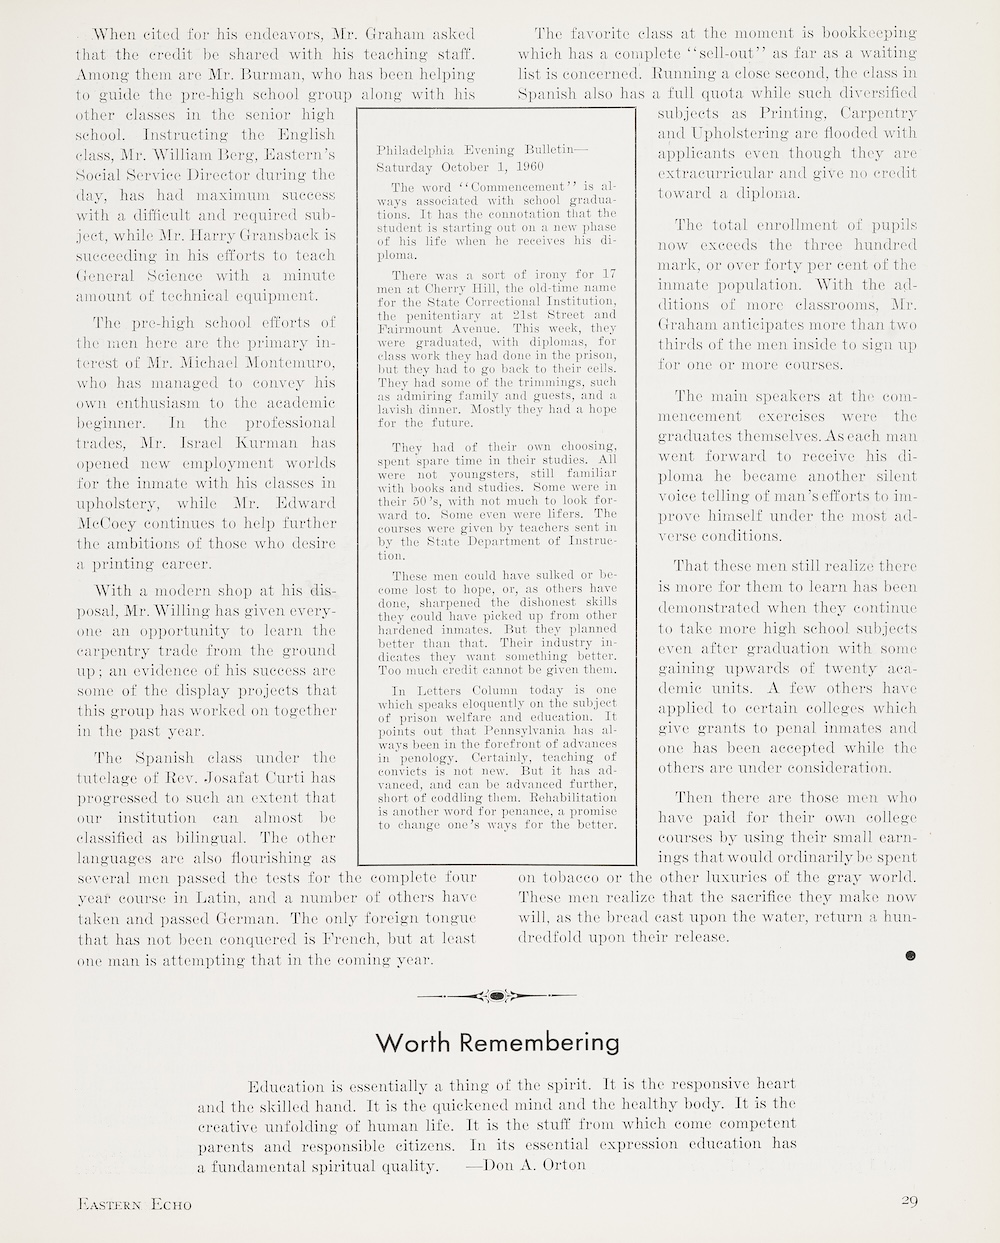 When cited for his endeavors, Mr. Graham asked
that the credit be shared with his teaching staff.
Among them are Mr. Burman, who has been helping
to guide the pre-high school group along with his
other classes in the senior high
school. Instructing the English
class, Mr. William Berg, Eastern's
Social Service Director during the
day, has had maximum success
with a difficult and required sub-
ject, while Mr. Harry Gransback is
succeeding in his efforts to teach
General Science with a minute
amount of technical equipment.
The pre-high school efforts of
the men here are the primary in-
terest of Mr. Michael Montemuro,
who has managed to convey his
own enthusiasm to the academic
beginner. In the professional
trades, Mr. Israel Kurman has
opened new employment worlds
for the inmate with his classes in
upholstery, while Mr. Edward
McCoey continues to help further
the ambitions of those who desire
a printing career.
With a modern shop at his dis-
posal, Mr. Willing has given every-
one an opportunity to learn the
carpentry trade from the ground
up; an evidence of his success are
some of the display projects that
this group has worked on together
in the past year.
The Spanish class under the
tutelage of Rev. Josafat Curti has
progressed to such an extent that
our institution can almost be
classified as bilingual. The other
languages are also flourishing as
several men passed the tests for the complete four
year course in Latin, and a number of others have
taken and passed German. The only foreign tongue
that has not been conquered is French, but at least
one man is attempting that in the coming year.
Philadelphia Evening Bulletin—
Saturday October 1, 1960
The word "Commencement" is al-
ways associated with school gradua-
tions. It has the connotation that the
student is starting out on a new phase
of his life when he receives his di-
ploma.
There was a sort of irony for 17
men at Cherry Hill, the old-time name
for the State Correctional Institution,
the penitentiary at 21st Street and
Fairmount Avenue. This week, they
were graduated, with diplomas, for
class work they had done in the prison,
but they had to go back to their cells.
They had some of the trimmings, such
as admiring family and guests, and a
lavish dinner. Mostly they had a hope
for the future.
They had of their own choosing,
spent spare time in their studies. All
were not youngsters, still familiar
with books and studies. Some were in
their 50's, with not much to look for-
ward to. Some even were lifers. The
courses were given by teachers sent in
by the State Department of Instruc-
tion.
These men could have sulked or be-
come lost to hope, or, as others have
done, sharpened the dishonest skills
they could have picked up from other
hardened inmates. But they planned
better than that. Their industry in-
dicates they want something better.
Too much credit cannot be given them.
In Letters Column today is one
which speaks eloquently on the subject
of prison welfare and education. It
points out that Pennsylvania has al-
ways been in the forefront of advances
in penology. Certainly, teaching of
convicts is not new. But it has ad-
vanced, and can be advanced further,
short of coddling them. Rehabilitation
is another word for penance, a promise
to change one's ways for the better.
The favorite class at the moment is bookkeeping
which has a complete "sell-out" as far as a waiting
list is concerned. Running a close second, the class in
Spanish also has a full quota while such diversified
subjects as Printing, Carpentry
and Upholstering are flooded with
applicants even though they are
extracurricular and give no credit
toward a diploma.
The total enrollment of pupils
now exceeds the three hundred
mark, or over forty per cent of the
inmate population. With the ad-
ditions of more classrooms, Mr.
Graham anticipates more than two
thirds of the men inside to sign up
for one or more courses.
The main speakers at the com-
mencement exercises were the
graduates themselves. As each man
went forward to receive his di-
ploma he became another silent
voice telling of man's efforts to im-
prove himself under the most ad-
verse conditions.
That these men still realize there
is more for them to learn has been
demonstrated when they continue
to take more high school subjects
even after graduation with some
gaining upwards of twenty aca-
demic units. A few others have
applied to certain colleges which
give grants to penal inmates and
one has been accepted while the
others are under consideration.
Then there are those men who
have paid for their own college
courses by using their small earn-
ings that would ordinarily be spent
on tobacco or the other luxuries of the gray world.
These men realize that the sacrifice they make now
will, as the bread cast upon the water, return a hun-
dredfold upon their release.
Worth Remembering
Education is essentially a thing of the spirit. It is the responsive heart
and the skilled hand. It is the quickened mind and the healthy body. It is the
creative unfolding of human life. It is the stuff from which come competent
parents and responsible citizens. In its essential expression education has
a fundamental spiritual quality. —Don A. Orton
EASTERN ECHO
29